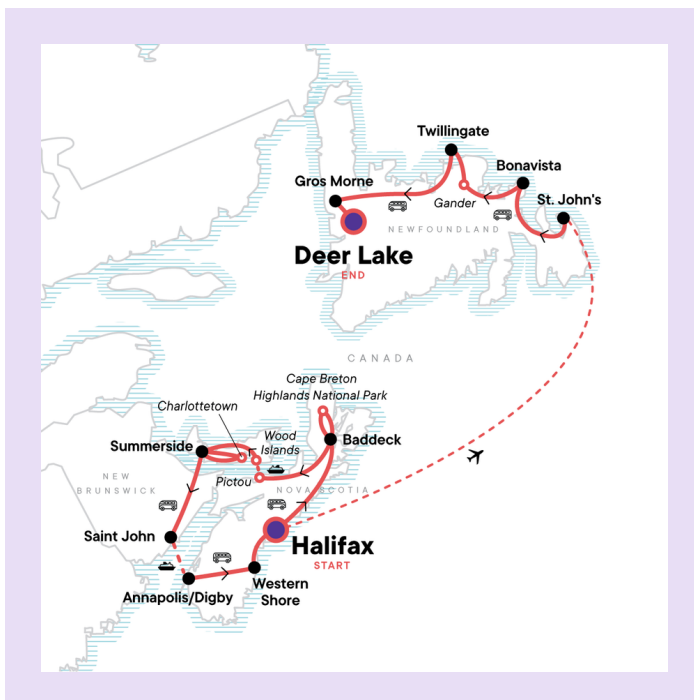 Twillingate
Bonavista
Gros Morne
St. John's
Gander
NEWFOUNDLAND
Deer Lake
END
CANADA
Cape Breton
Highlands National Park
Charlottetown
Wood
Islands
Summerside
Baddeck
Pictou
NEW
BRUNSWICK
NOVA SCOTIA
Saint John
Halifax
START
Western
Shore
Annapolis/Digby